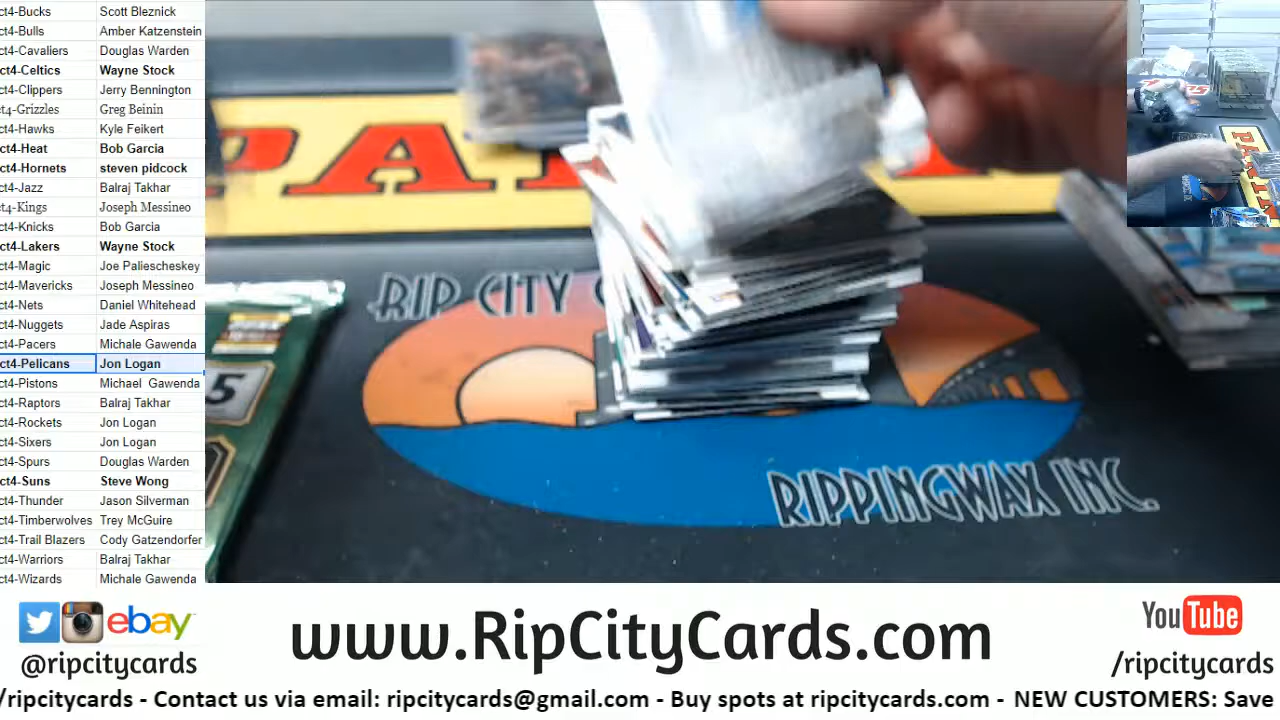 ct4-Bucks Scott Bleznick
ct4-Bulls Amber Katzenstein
ct4-Cavaliers Douglas Warden
ct4-Celtics Wayne Stock
ct4-Clippers Jerry Bennington
ct4-Grizzles Greg Beinin
ct4-Hawks Kyle Feikert
ct4-Heat Bob Garcia
ct4-Hornets steven pidcock
ct4-Jazz Balraj Takhar
ct4-Kings Joseph Messineo
ct4-Knicks Bob Garcia
ct4-Lakers Wayne Stock
ct4-Magic Joe Paliescheskey
ct4-Mavericks Joseph Messineo
ct4-Nets Daniel Whitehead
ct4-Nuggets Jade Aspiras
ct4-Pacers Michale Gawenda
ct4-Pelicans Jon Logan
ct4-Pistons Michael Gawenda
ct4-Raptors Balraj Takhar
ct4-Rockets Jon Logan
ct4-Sixers Jon Logan
ct4-Spurs Douglas Warden
ct4-Suns Steve Wong
ct4-Thunder Jason Silverman
ct4-Timberwolves Trey McGuire
ct4-Trail Blazers Cody Gatzendorfer
ct4-Warriors Balraj Takhar
ct4-Wizards Michale Gawenda
RIP CITY
RIPPINGWAX INC.
5
ebay
@ripcitycards
www.RipCityCards.com
YouTube
/ripcitycards
/ripcitycards - Contact us via email: ripcitycards@gmail.com - Buy spots at ripcitycards.com - NEW CUSTOMERS: Save